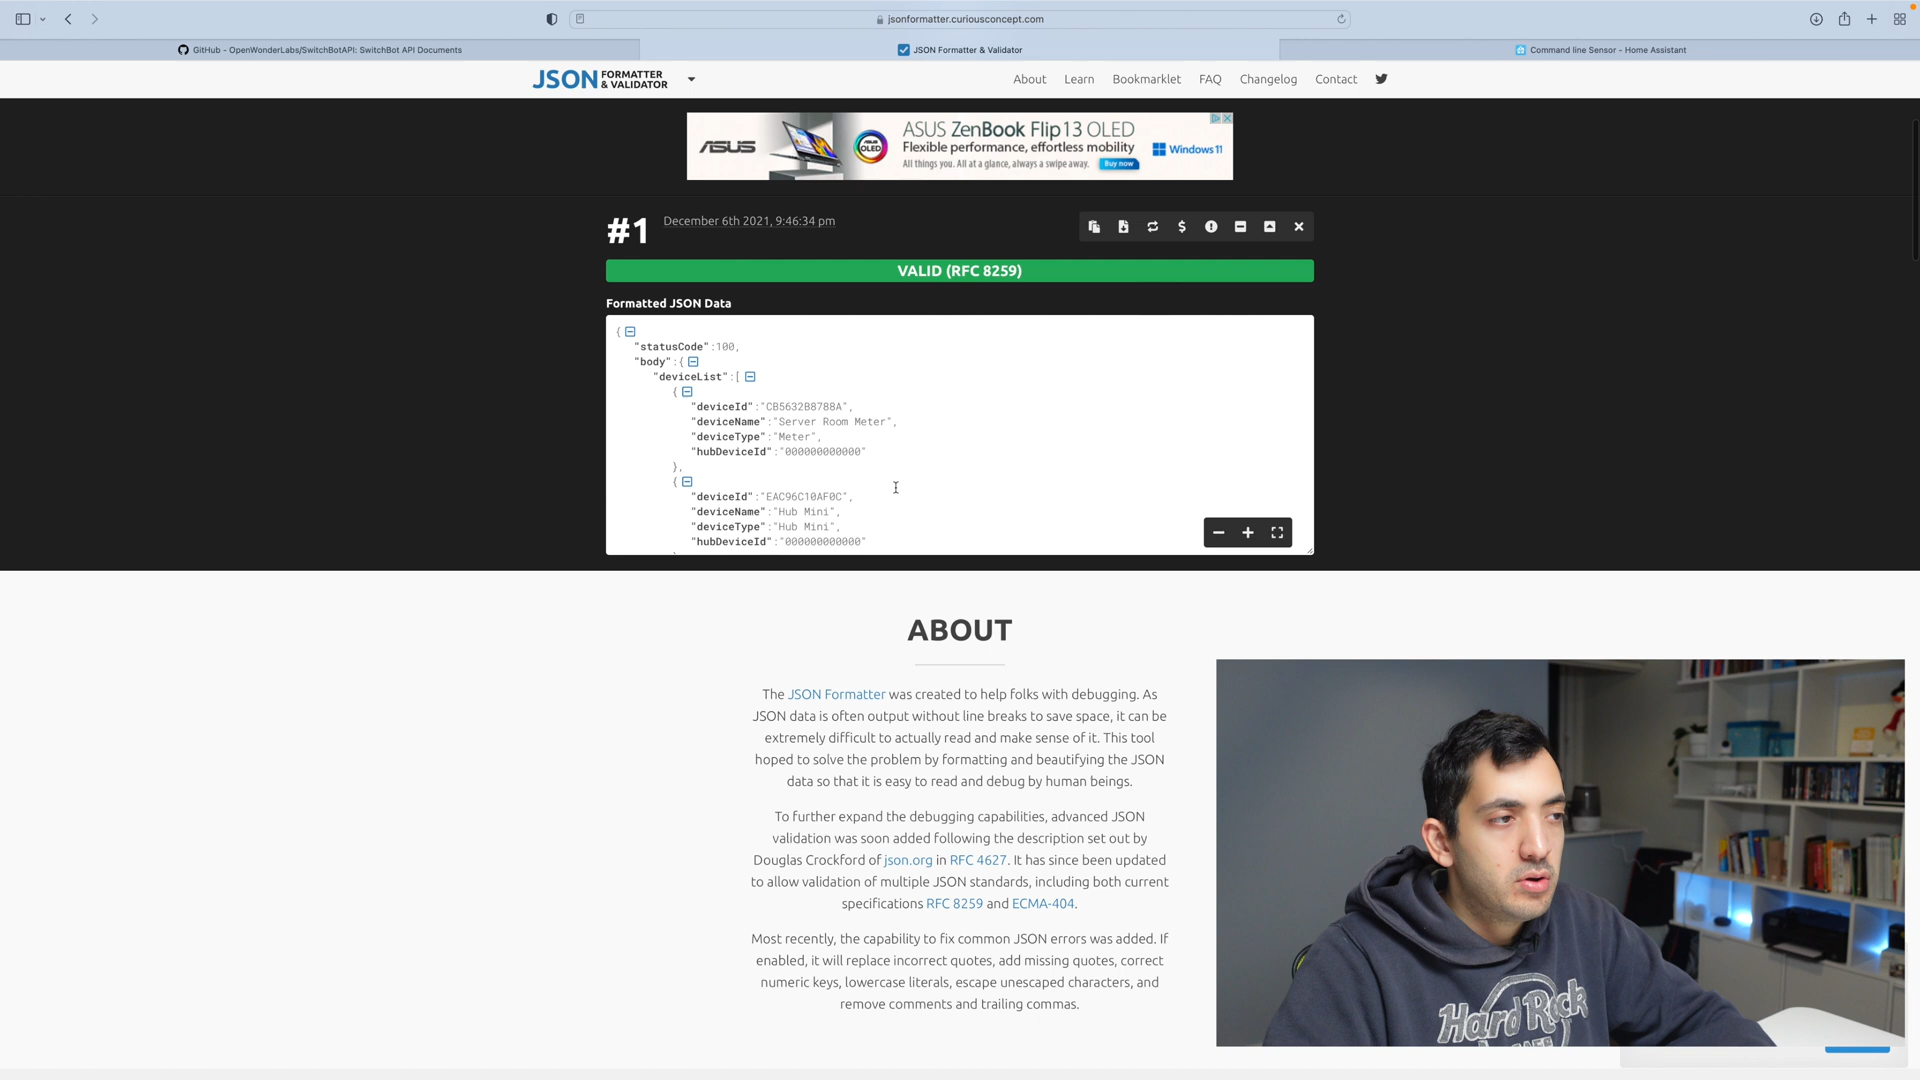 jsonformatter.curiousconcept.com
GitHub - OpenWonderLabs/SwitchBotAPI: SwitchBot API Documents
JSON Formatter & Validator
Command line Sensor - Home Assistant
JSON FORMATTER & VALIDATOR
About Learn Bookmarklet FAQ Changelog Contact
ASUS
ASUS OLED
ASUS ZenBook Flip 13 OLED
Flexible performance, effortless mobility
All things you. All at a glance, always a swipe away.
Buy now
Windows 11
#1
December 6th 2021, 9:46:34 pm
VALID (RFC 8259)
Formatted JSON Data
{
"statusCode":100,
"body":{
"deviceList":[
{
"deviceId":"CB5632B8788A",
"deviceName":"Server Room Meter",
"deviceType":"Meter",
"hubDeviceId":"000000000000"
},
{
"deviceId":"EAC96C10AF0C",
"deviceName":"Hub Mini",
"deviceType":"Hub Mini",
"hubDeviceId":"000000000000"
ABOUT
The JSON Formatter was created to help folks with debugging. As
JSON data is often output without line breaks to save space, it can be
extremely difficult to actually read and make sense of it. This tool
hoped to solve the problem by formatting and beautifying the JSON
data so that it is easy to read and debug by human beings.
To further expand the debugging capabilities, advanced JSON
validation was soon added following the description set out by
Douglas Crockford of json.org in RFC 4627. It has since been updated
to allow validation of multiple JSON standards, including both current
specifications RFC 8259 and ECMA-404.
Most recently, the capability to fix common JSON errors was added. If
enabled, it will replace incorrect quotes, add missing quotes, correct
numeric keys, lowercase literals, escape unescaped characters, and
remove comments and trailing commas.
Hard Rock